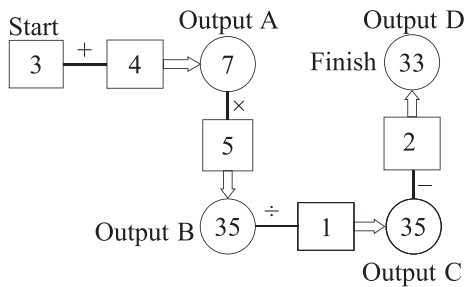 Start
3
+
4
Output A
7
×
5
Output B
35
÷
1
35
Output C
–
2
33
Finish
Output D